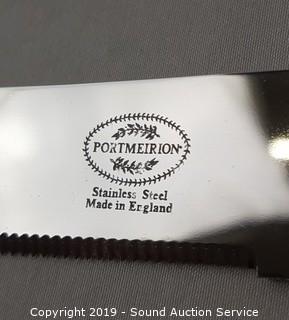 PORTMEIRION
Stainless Steel
Made in England
Copyright 2019 - Sound Auction Service